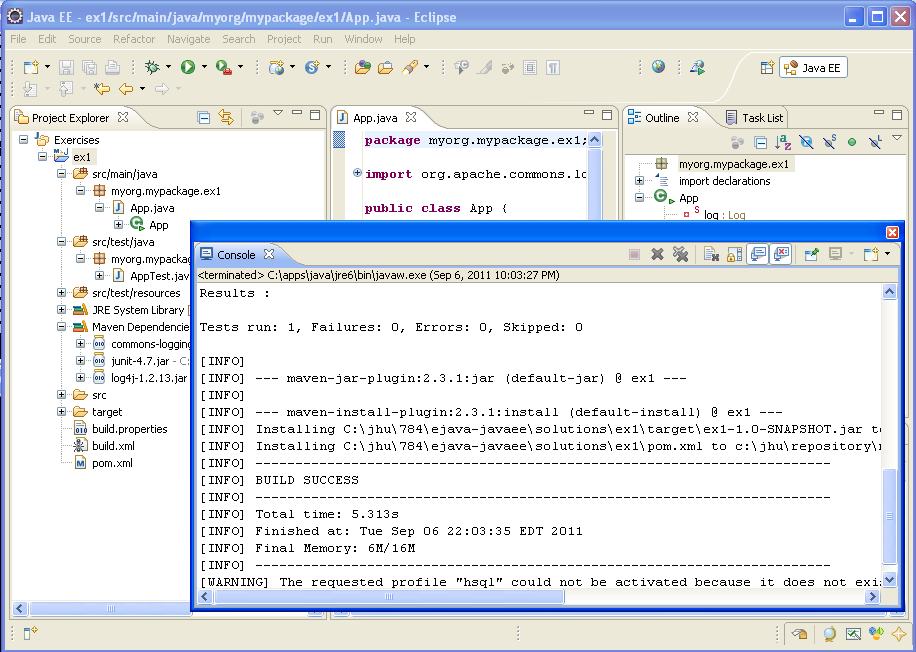 Java EE - ex1/src/main/java/myorg/mypackage/ex1/App.java - Eclipse
File Edit Source Refactor Navigate Search Project Run Window Help
Java EE
Project Explorer
Exercises
ex1
src/main/java
myorg.mypackage.ex1
App.java
App
src/test/java
myorg.mypackag
AppTest.jav
src/test/resources
JRE System Library
Maven Dependencie
commons-logging
junit-4.7.jar - C:
log4j-1.2.13.jar
src
target
build.properties
build.xml
pom.xml
App.java
package myorg.mypackage.ex1;
import org.apache.commons.lo
public class App {
Outline Task List
myorg.mypackage.ex1
import declarations
App
log : Log
Console
<terminated> C:\apps\java\jre6\bin\javaw.exe (Sep 6, 2011 10:03:27 PM)
Results :
Tests run: 1, Failures: 0, Errors: 0, Skipped: 0
[INFO]
[INFO] --- maven-jar-plugin:2.3.1:jar (default-jar) @ ex1 ---
[INFO]
[INFO] --- maven-install-plugin:2.3.1:install (default-install) @ ex1 ---
[INFO] Installing C:\jhu\784\ejava-javaee\solutions\ex1\target\ex1-1.0-SNAPSHOT.jar to
[INFO] Installing C:\jhu\784\ejava-javaee\solutions\ex1\pom.xml to c:\jhu\repository\
[INFO] ------------------------------------------------------------------------
[INFO] BUILD SUCCESS
[INFO] ------------------------------------------------------------------------
[INFO] Total time: 5.313s
[INFO] Finished at: Tue Sep 06 22:03:35 EDT 2011
[INFO] Final Memory: 6M/16M
[INFO] ------------------------------------------------------------------------
[WARNING] The requested profile "hsql" could not be activated because it does not exi